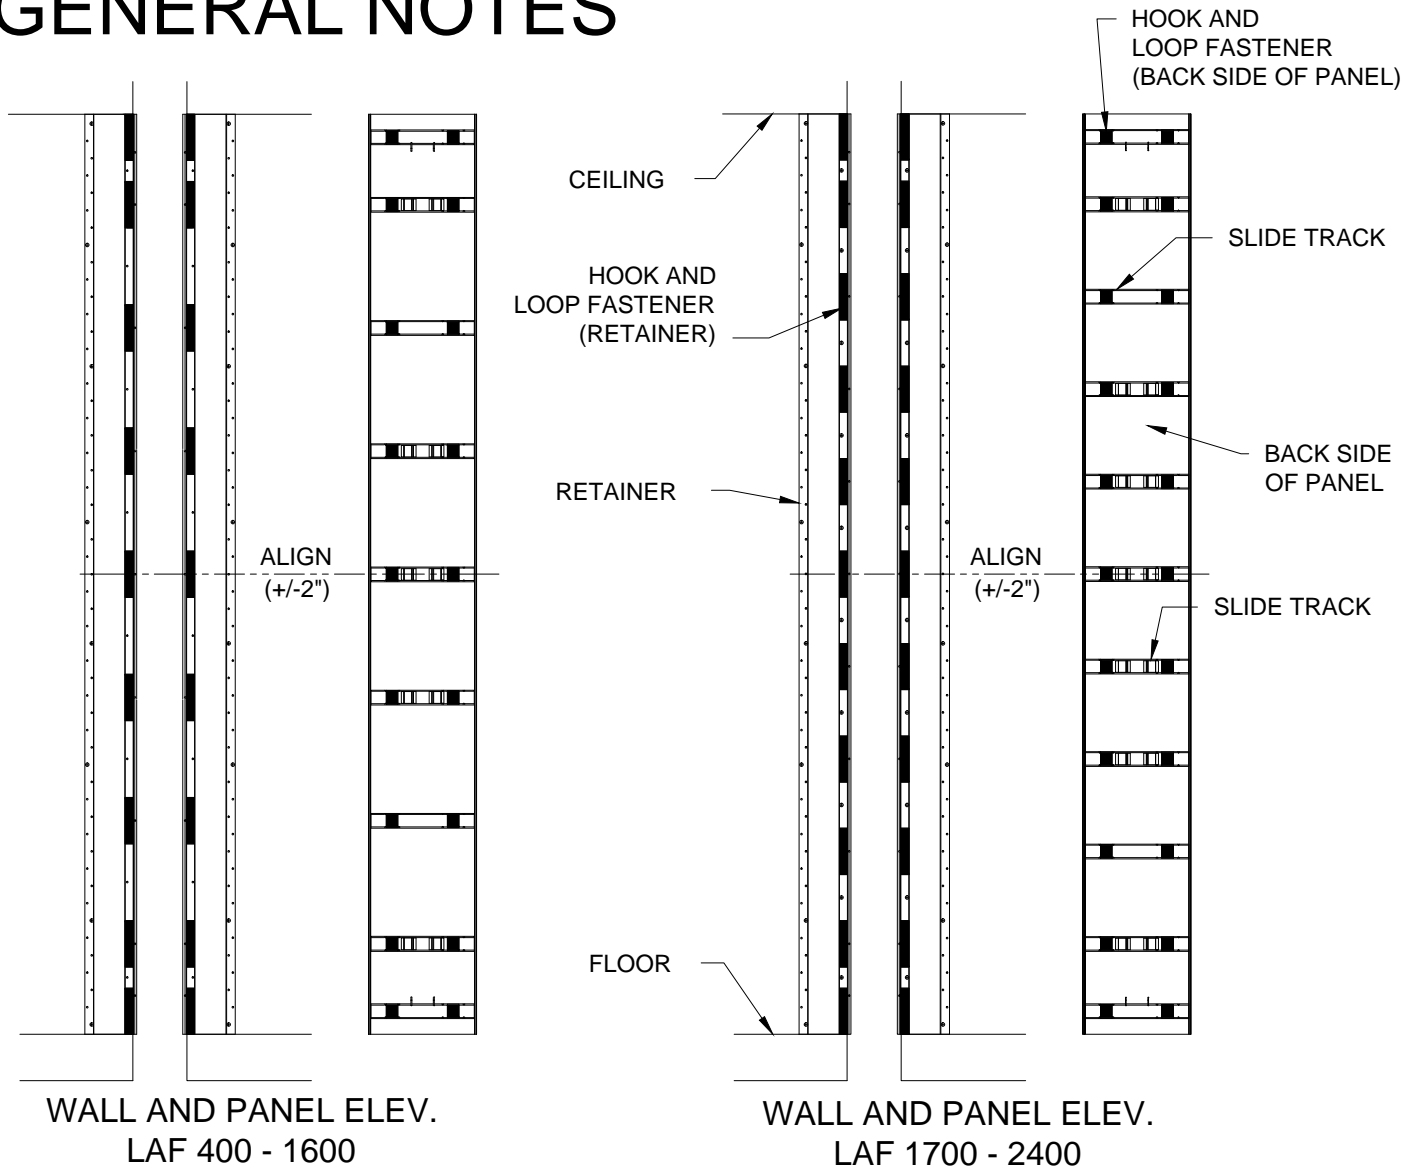 GENERAL NOTES
HOOK AND
LOOP FASTENER
(BACK SIDE OF PANEL)
CEILING
SLIDE TRACK
HOOK AND
LOOP FASTENER
(RETAINER)
BACK SIDE
OF PANEL
RETAINER
ALIGN
(+/-2")
ALIGN
(+/-2")
SLIDE TRACK
FLOOR
WALL AND PANEL ELEV.
LAF 400 - 1600
WALL AND PANEL ELEV.
LAF 1700 - 2400